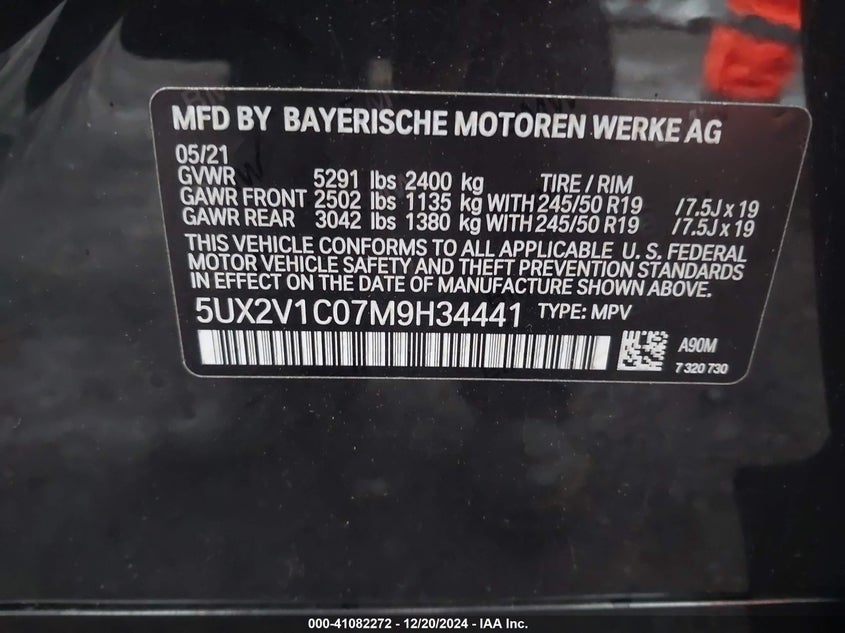 MFD BY BAYERISCHE MOTOREN WERKE AG
05/21
GVWR 5291 lbs 2400 kg TIRE / RIM
GAWR FRONT 2502 lbs 1135 kg WITH 245/50 R19 /7.5J x 19
GAWR REAR 3042 lbs 1380 kg WITH 245/50 R19 /7.5J x 19
THIS VEHICLE CONFORMS TO ALL APPLICABLE U. S. FEDERAL
MOTOR VEHICLE SAFETY AND THEFT PREVENTION STANDARDS
IN EFFECT ON THE DATE OF MANUFACTURE SHOWN ABOVE.
5UX2V1C07M9H34441 TYPE: MPV
A90M
7 320 730
000-41082272 - 12/20/2024 - IAA Inc.